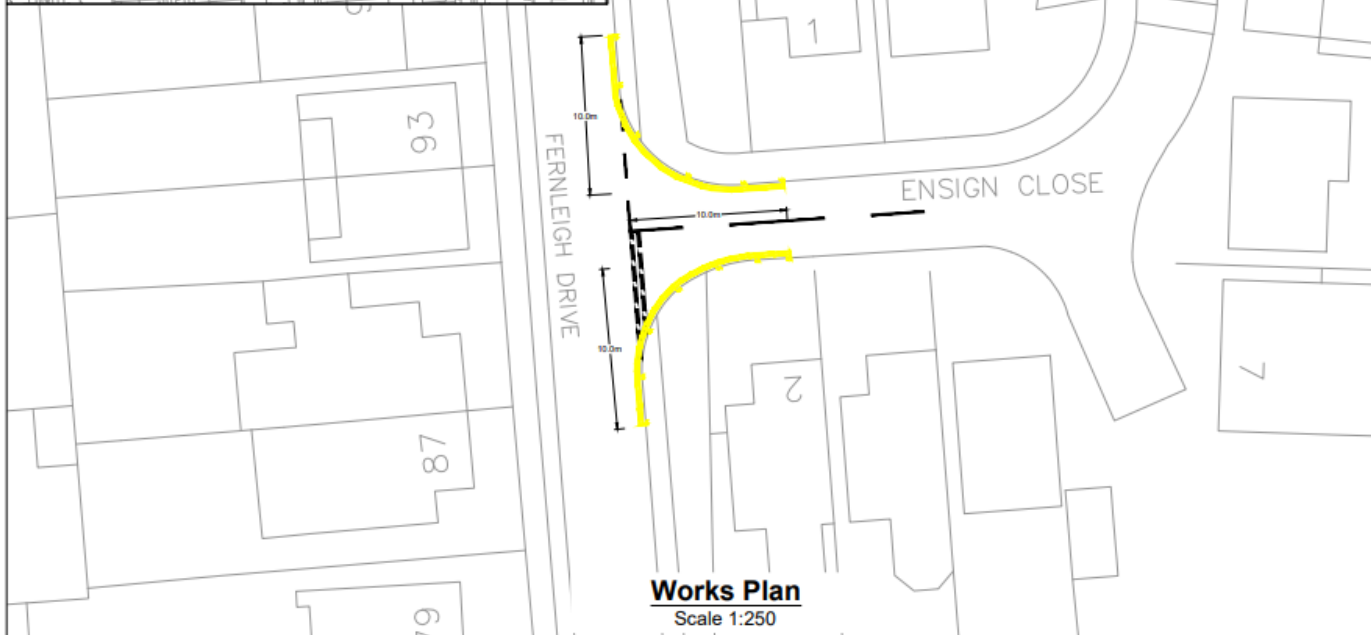 1
93
10.0m
FERNLEIGH DRIVE
ENSIGN CLOSE
10.0m
10.0m
2
7
87
Works Plan
Scale 1:250